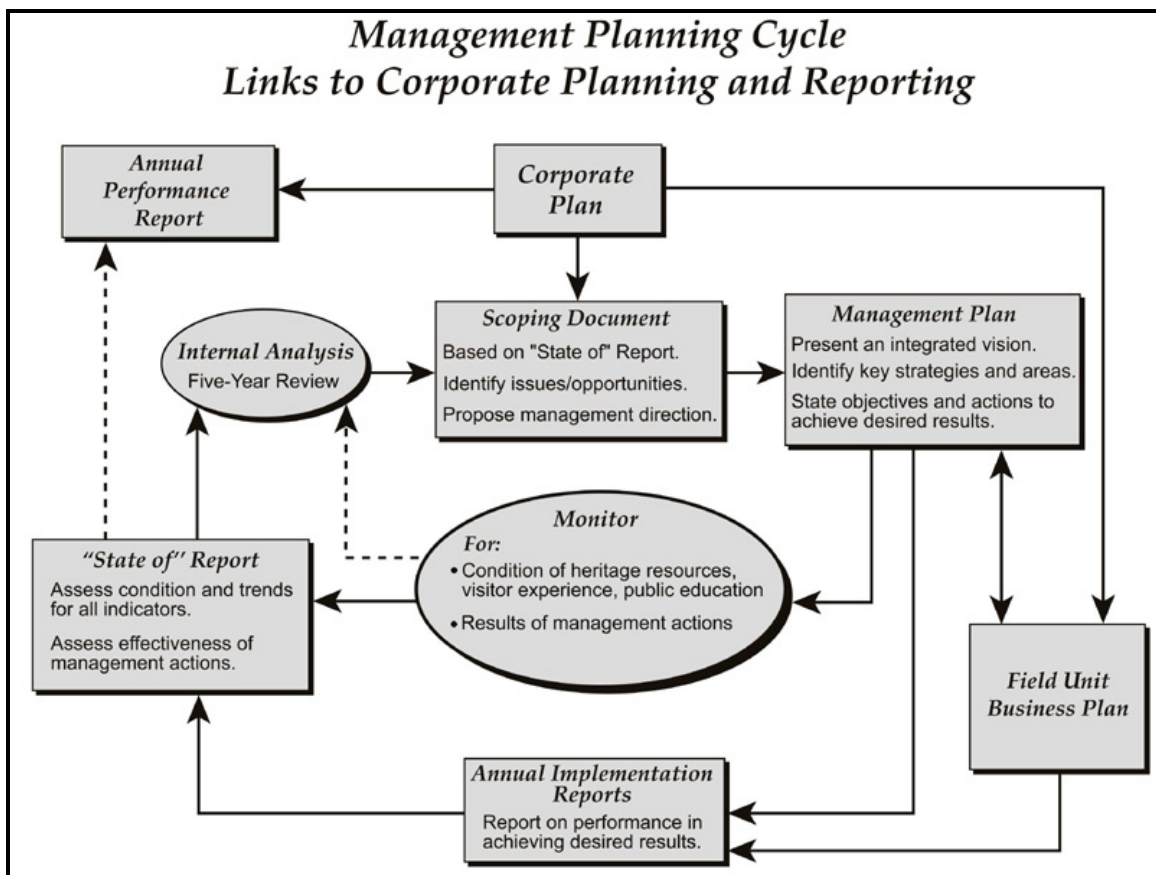 Management Planning Cycle
Links to Corporate Planning and Reporting
Annual
Performance
Report
Corporate
Plan
Internal Analysis
Five-Year Review
Scoping Document
Based on "State of" Report.
Identify issues/opportunities.
Propose management direction.
Management Plan
Present an integrated vision.
Identify key strategies and areas.
State objectives and actions to
achieve desired results.
Monitor
For:
• Condition of heritage resources,
visitor experience, public education
• Results of management actions
“State of” Report
Assess condition and trends
for all indicators.
Assess effectiveness of
management actions.
Field Unit
Business Plan
Annual Implementation
Reports
Report on performance in
achieving desired results.